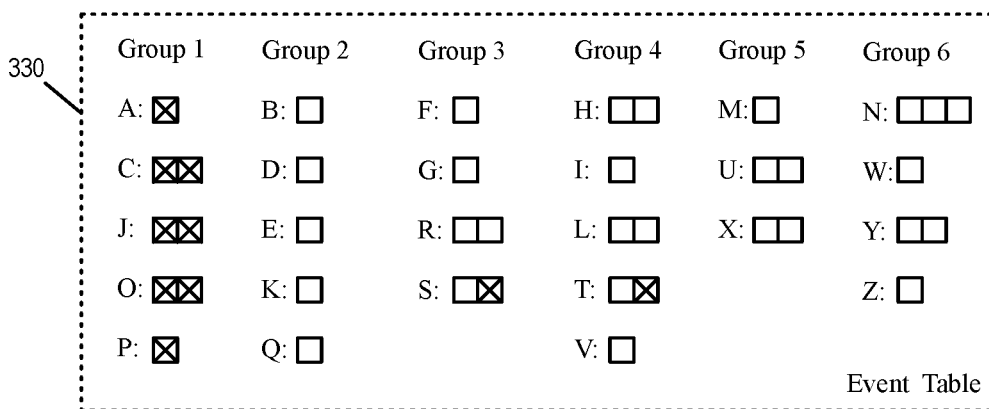 330
Group 1 Group 2 Group 3 Group 4 Group 5 Group 6
A: B: F: H: M: N:
C: D: G: I: U: W:
J: E: R: L: X: Y:
O: K: S: T: Z:
P: Q: V:
Event Table